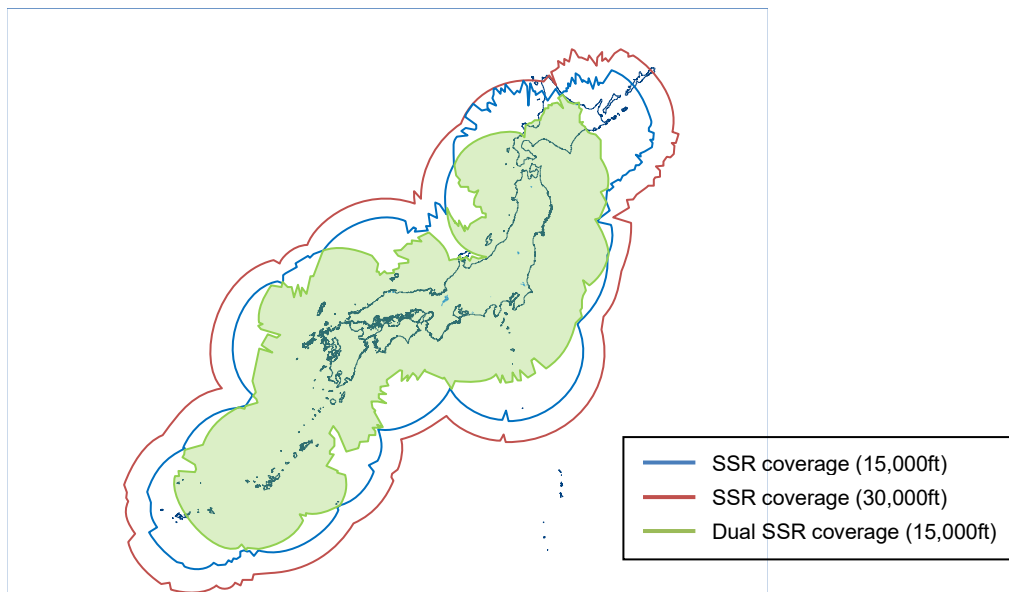 SSR coverage (15,000ft)
SSR coverage (30,000ft)
Dual SSR coverage (15,000ft)